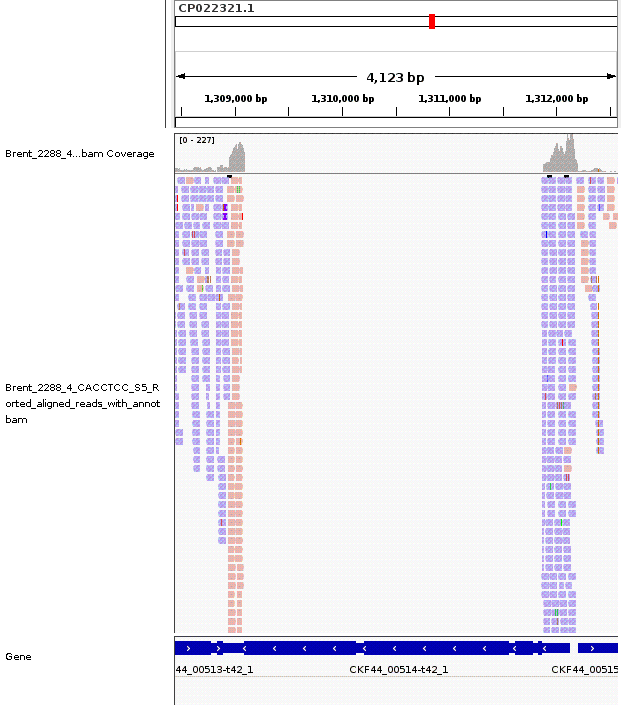 CP022321.1
4,123 bp
1,309,000 bp 1,310,000 bp 1,311,000 bp 1,312,000 bp
[0 - 227]
Brent_2288_4...bam Coverage
Brent_2288_4_CACCTCC_S5_R
orted_aligned_reads_with_annot
bam
Gene
44_00513-t42_1 CKF44_00514-t42_1 CKF44_00515